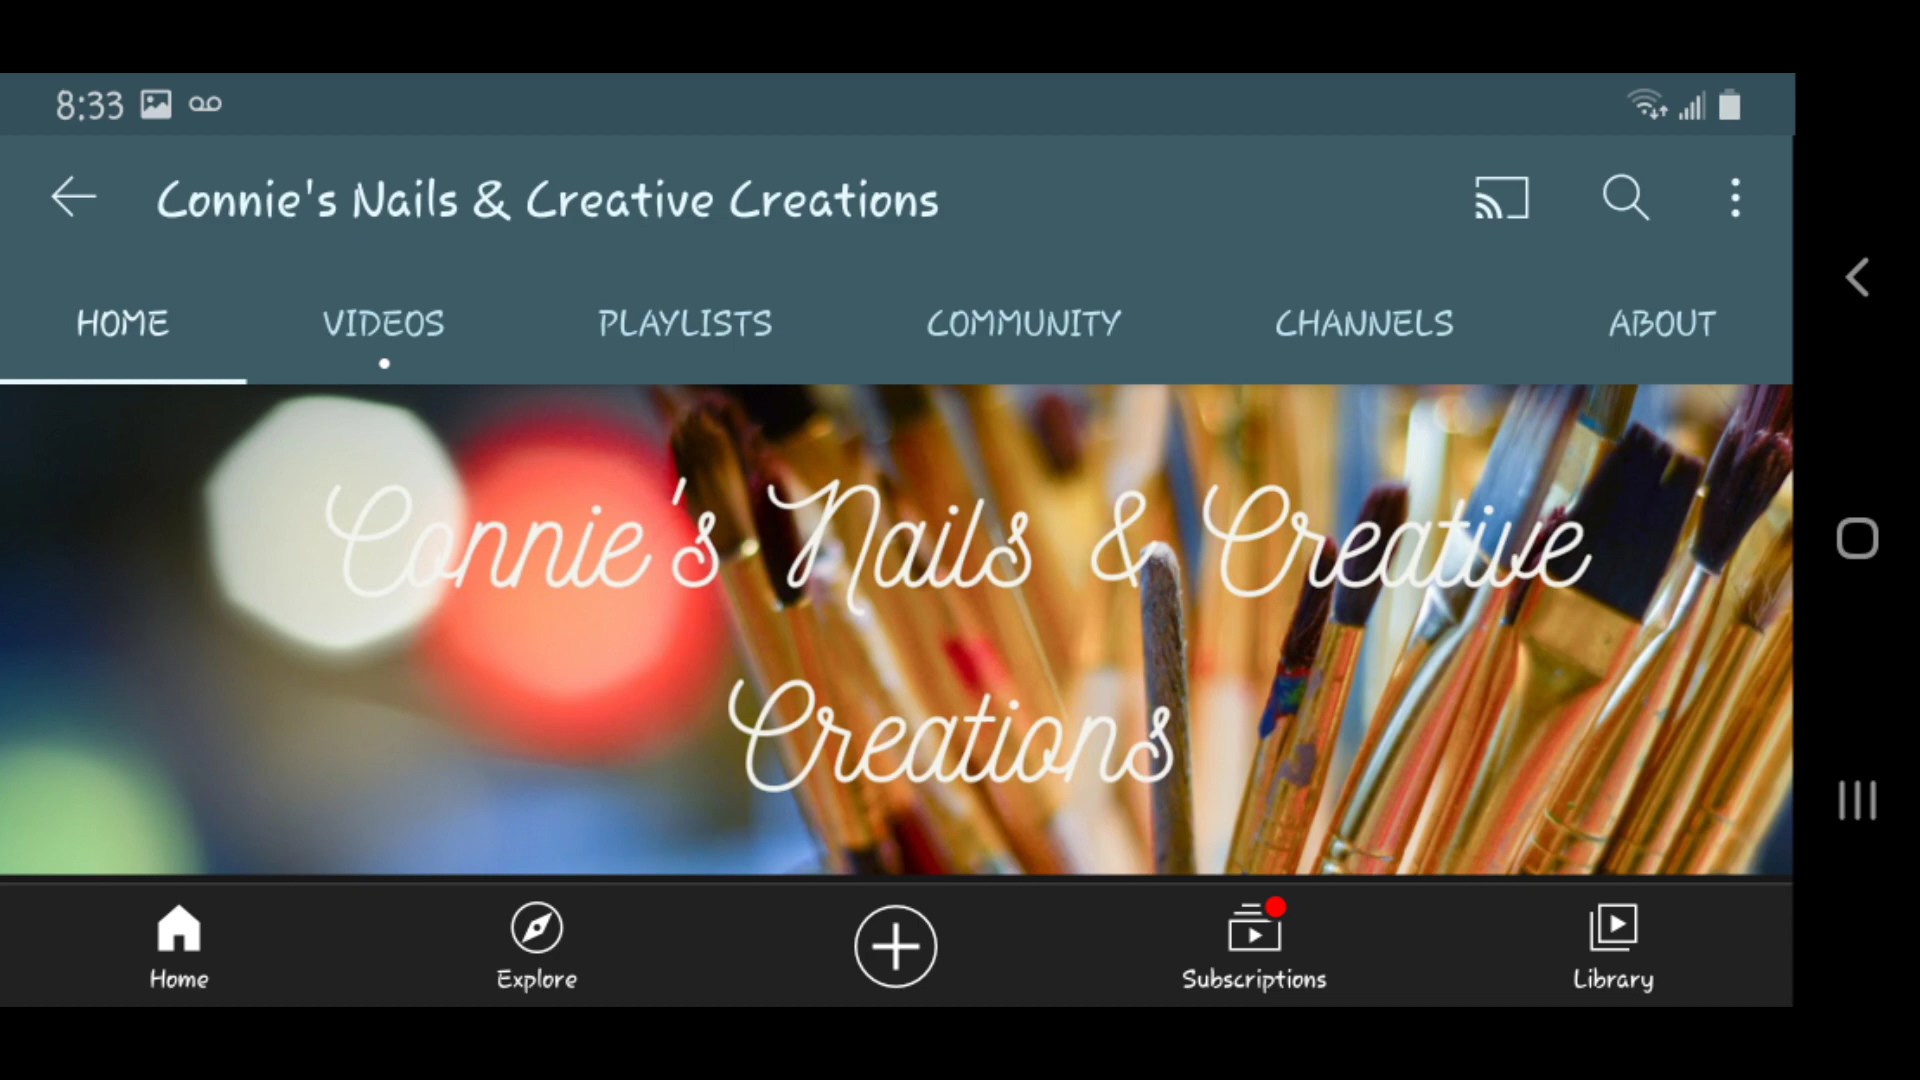 8:33
Connie's Nails & Creative Creations
HOME VIDEOS PLAYLISTS COMMUNITY CHANNELS ABOUT
Connie's Nails & Creative
Creations
Home Explore Subscriptions Library